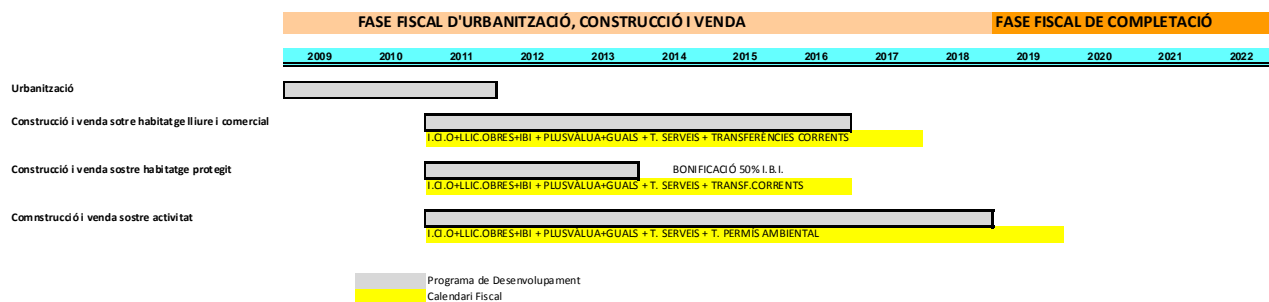 FASE FISCAL D'URBANITZACIÓ, CONSTRUCCIÓ I VENDA FASE FISCAL DE COMPLETACIÓ
2009 2010 2011 2012 2013 2014 2015 2016 2017 2018 2019 2020 2021 2022
Urbanització
Construcció i venda sotre habitatge lliure i comercial
I.CI.O+LLIC.OBRES+IBI + PLUSVÀLUA+GUALS + T. SERVEIS + TRANSFERÈNCIES CORRENTS
Construcció i venda sostre habitatge protegit BONIFICACIÓ 50% I.B.I.
I.CI.O+LLIC.OBRES+IBI + PLUSVÀLUA+GUALS + T. SERVEIS + TRANSF.CORRENTS
Comnstrucció i venda sostre activitat
I.CI.O+LLIC.OBRES+IBI + PLUSVÀLUA+GUALS + T. SERVEIS + T. PERMÍS AMBIENTAL
Programa de Desenvolupament
Calendari Fiscal